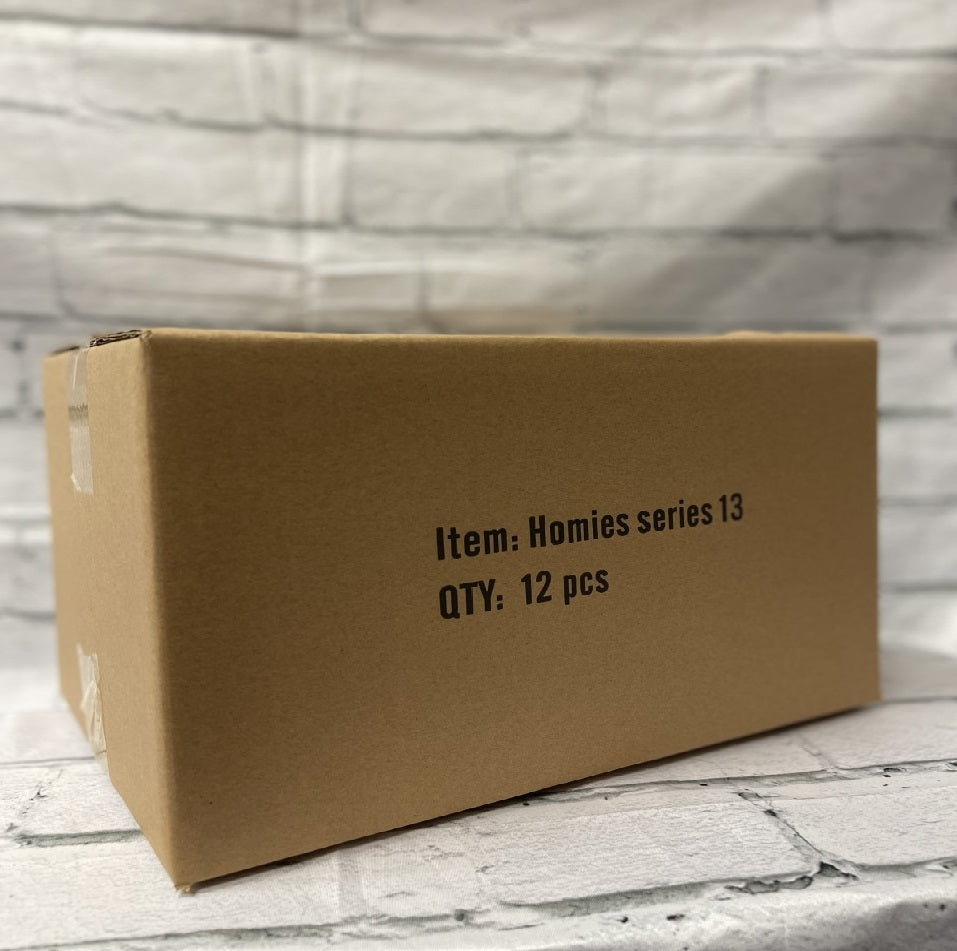 Item: Homies series 13
QTY: 12 pcs